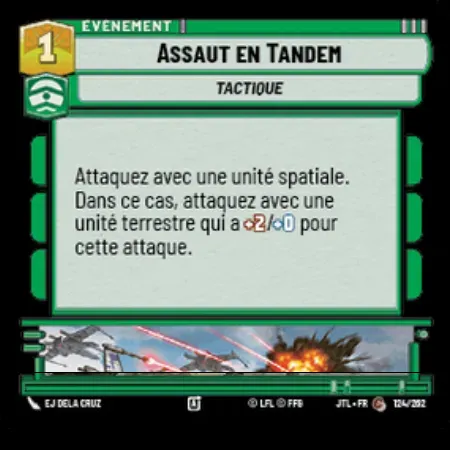 ÉVÉNEMENT
1
ASSAUT EN TANDEM
TACTIQUE
Attaquez avec une unité spatiale.
Dans ce cas, attaquez avec une
unité terrestre qui a +2/+0 pour
cette attaque.
EJ DELA CRUZ
© LFL © FFG
JTL • FR
124/262